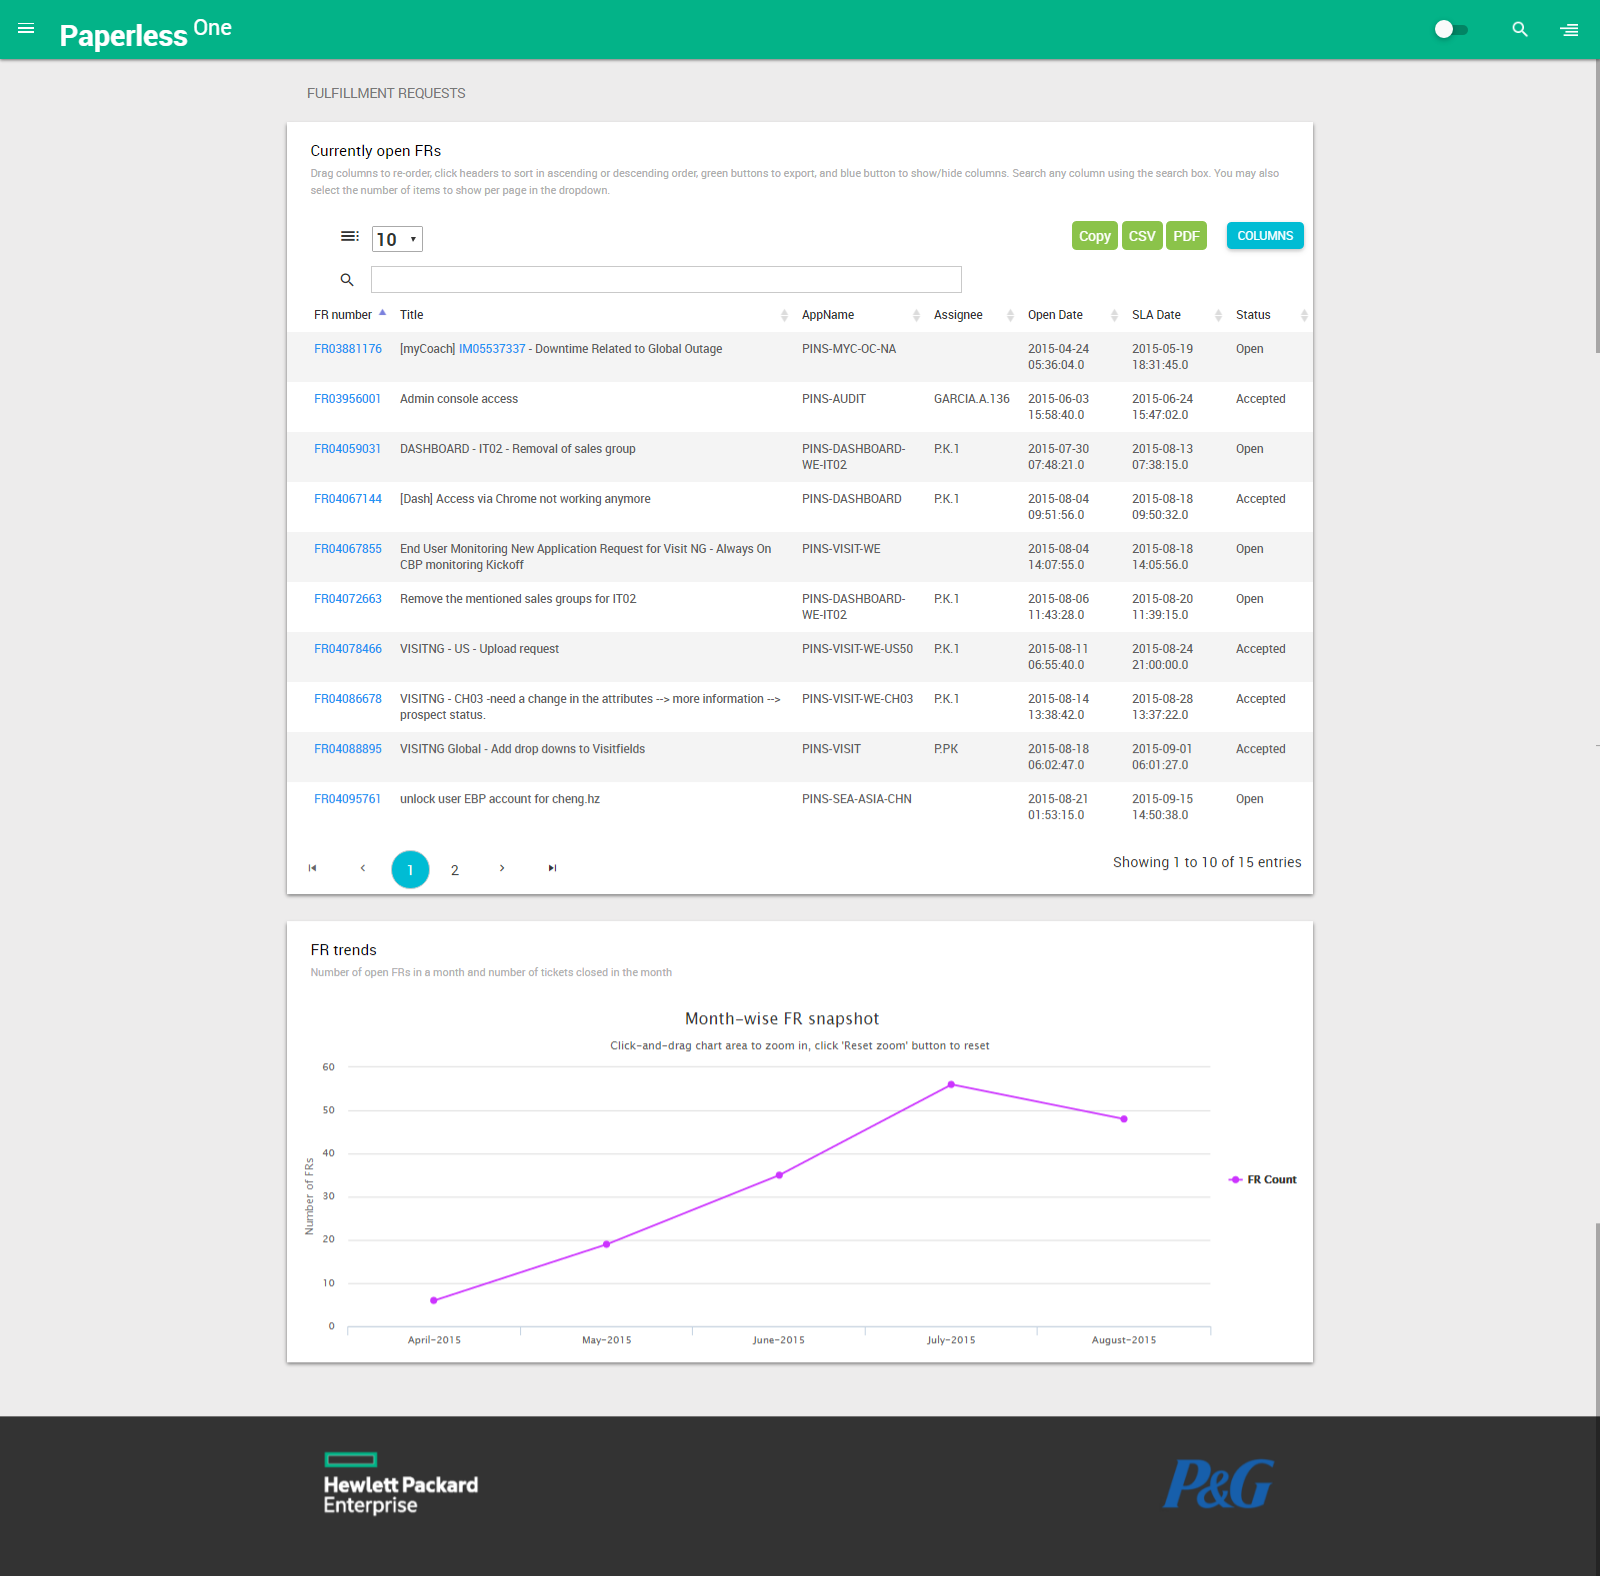 Paperless One
FULFILLMENT REQUESTS
Currently open FRs
Drag columns to re-order, click headers to sort in ascending or descending order, green buttons to export, and blue button to show/hide columns. Search any column using the search box. You may also
select the number of items to show per page in the dropdown.
10 Copy CSV PDF COLUMNS
FR number Title AppName Assignee Open Date SLA Date Status
FR03881176 [myCoach] IM05537337 - Downtime Related to Global Outage PINS-MYC-OC-NA 2015-04-24 2015-05-19 Open
05:36:04.0 18:31:45.0
FR03956001 Admin console access PINS-AUDIT GARCIA.A.136 2015-06-03 2015-06-24 Accepted
15:58:40.0 15:47:02.0
FR04059031 DASHBOARD - IT02 - Removal of sales group PINS-DASHBOARD- P.K.1 2015-07-30 2015-08-13 Open
WE-IT02 07:48:21.0 07:38:15.0
FR04067144 [Dash] Access via Chrome not working anymore PINS-DASHBOARD P.K.1 2015-08-04 2015-08-18 Accepted
09:51:56.0 09:50:32.0
FR04067855 End User Monitoring New Application Request for Visit NG - Always On PINS-VISIT-WE 2015-08-04 2015-08-18 Open
CBP monitoring Kickoff 14:07:55.0 14:05:56.0
FR04072663 Remove the mentioned sales groups for IT02 PINS-DASHBOARD- P.K.1 2015-08-06 2015-08-20 Open
WE-IT02 11:43:28.0 11:39:15.0
FR04078466 VISITNG - US - Upload request PINS-VISIT-WE-US50 P.K.1 2015-08-11 2015-08-24 Accepted
06:55:40.0 21:00:00.0
FR04086678 VISITNG - CH03 -need a change in the attributes --> more information --> PINS-VISIT-WE-CH03 P.K.1 2015-08-14 2015-08-28 Accepted
prospect status. 13:38:42.0 13:37:22.0
FR04088895 VISITNG Global - Add drop downs to Visitfields PINS-VISIT P.PK 2015-08-18 2015-09-01 Accepted
06:02:47.0 06:01:27.0
FR04095761 unlock user EBP account for cheng.hz PINS-SEA-ASIA-CHN 2015-08-21 2015-09-15 Open
01:53:15.0 14:50:38.0
1 2 Showing 1 to 10 of 15 entries
FR trends
Number of open FRs in a month and number of tickets closed in the month
Month-wise FR snapshot
Click-and-drag chart area to zoom in, click 'Reset zoom' button to reset
60
50
40
30
20
10
0
Number of FRs
FR Count
April-2015 May-2015 June-2015 July-2015 August-2015
Hewlett Packard
Enterprise
P&G